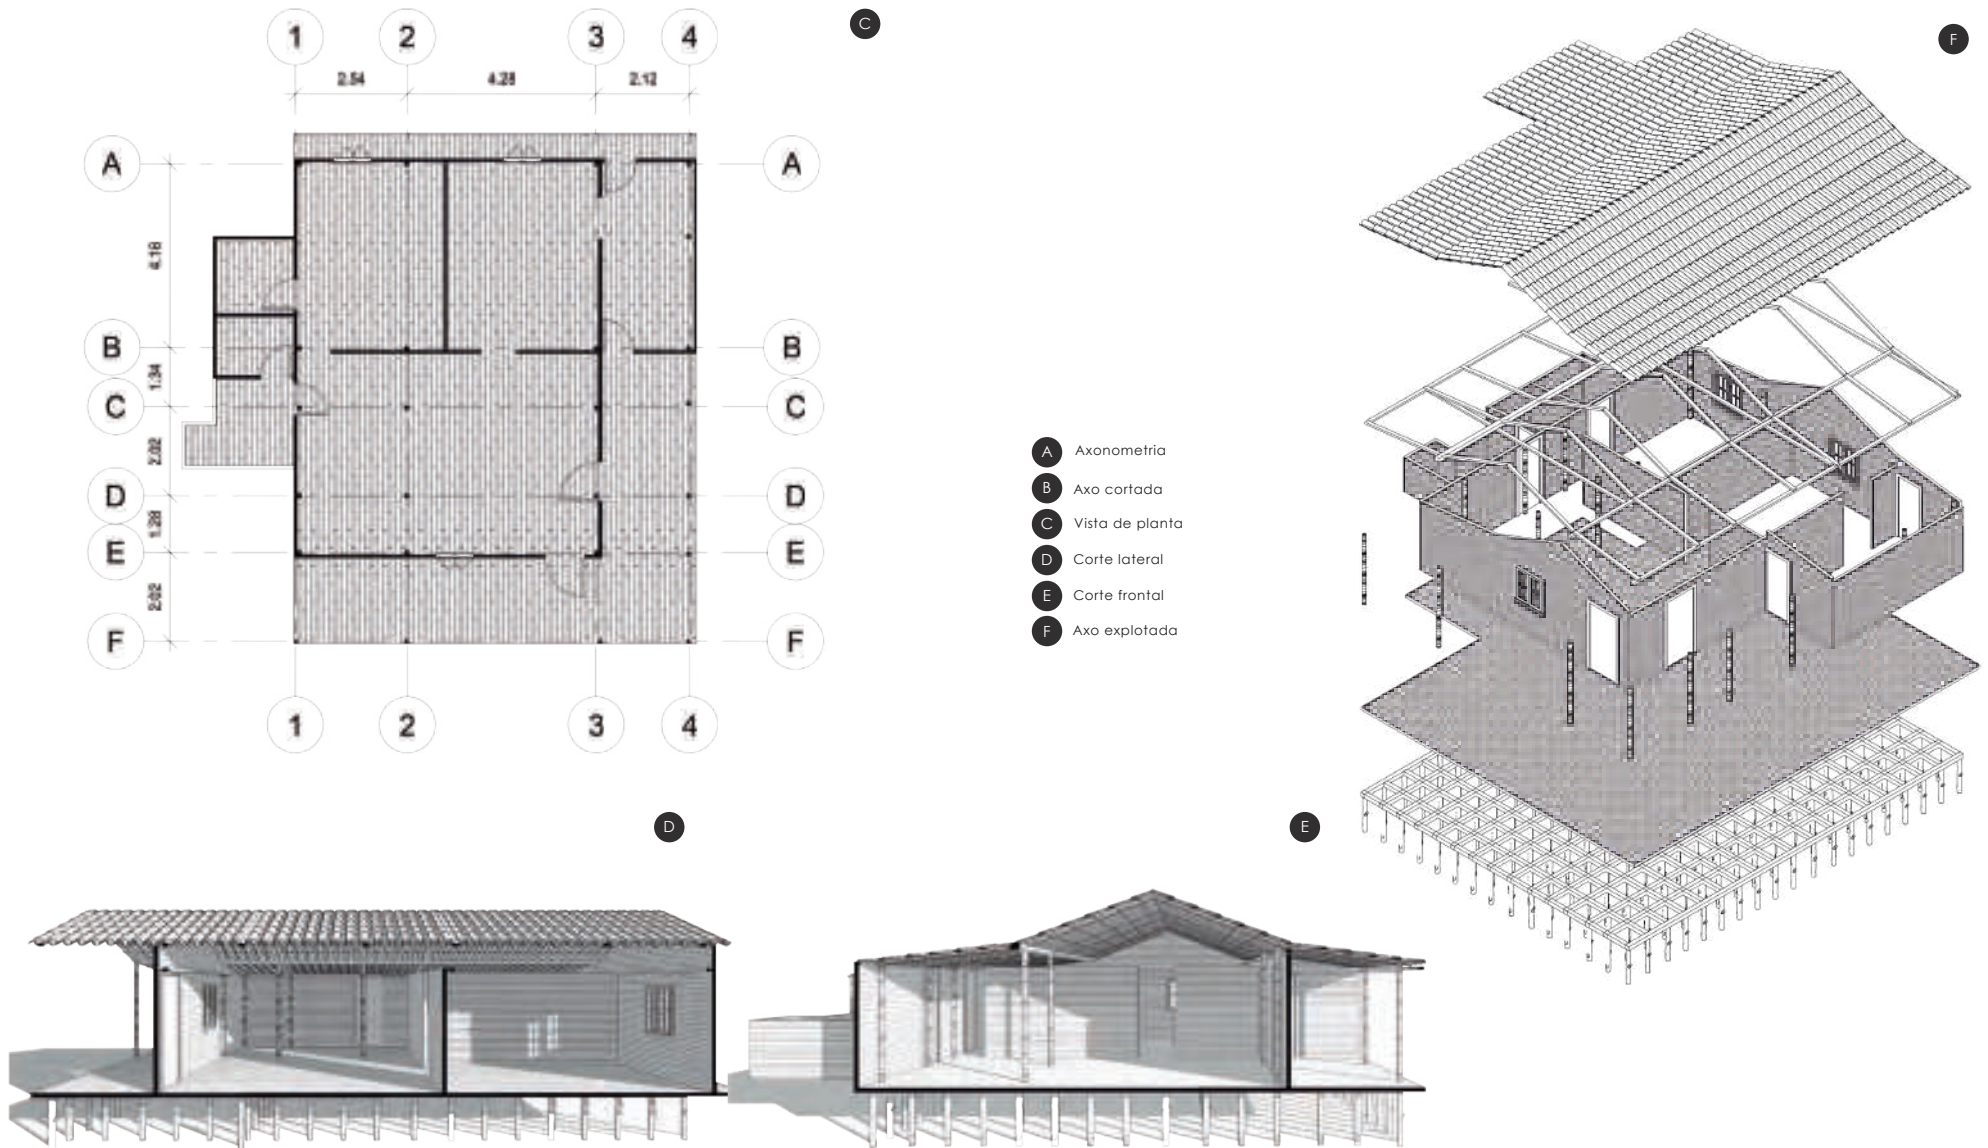 C
F
1 2 3 4
2.54 4.28 2.12
A A
4.16
B B
1.34
C C
2.02
D D
1.28
E E
2.02
F F
1 2 3 4
A Axonometria
B Axo cortada
C Vista de planta
D Corte lateral
E Corte frontal
F Axo explotada
D
E